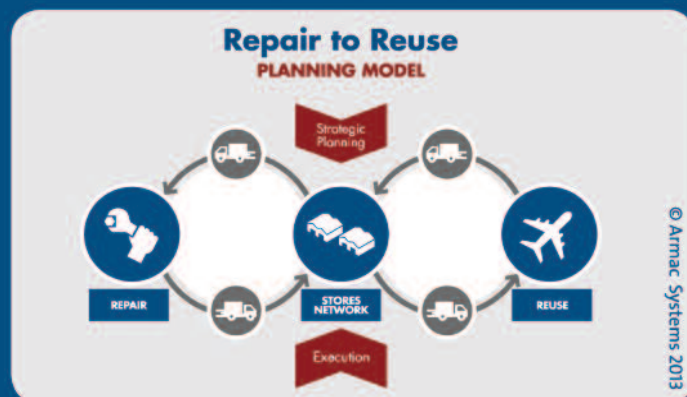 Repair to Reuse
PLANNING MODEL
Strategic
Planning
REPAIR
STORES
NETWORK
REUSE
Execution
© Armac Systems 2013